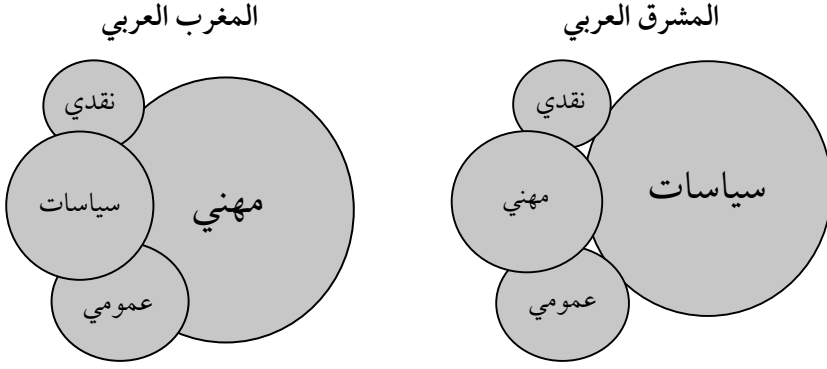 المشرق العربي
نقدي
سياسات
مهني
عمومي
المغرب العربي
نقدي
مهني
سياسات
عمومي